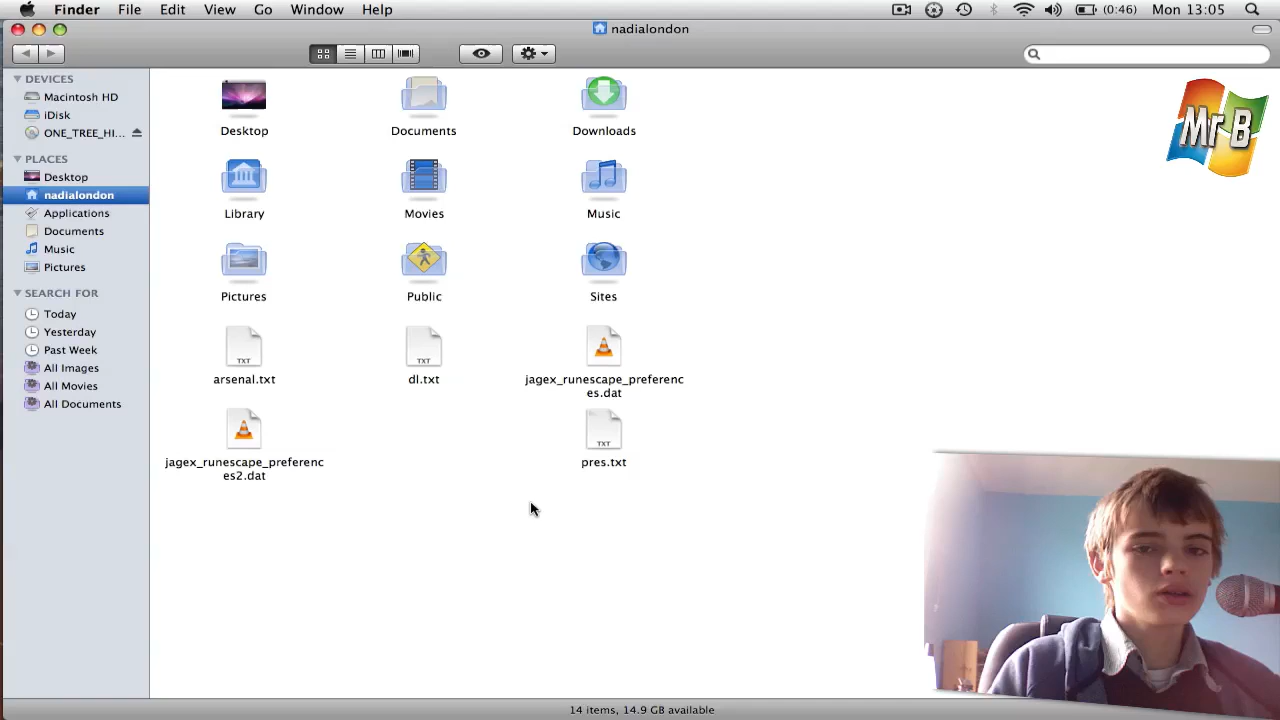 Finder File Edit View Go Window Help (0:46) Mon 13:05
nadialondon
DEVICES
Macintosh HD
iDisk
ONE_TREE_HI...
PLACES
Desktop
nadialondon
Applications
Documents
Music
Pictures
SEARCH FOR
Today
Yesterday
Past Week
All Images
All Movies
All Documents
Desktop Documents Downloads
Library Movies Music
Pictures Public Sites
TXT TXT
arsenal.txt dl.txt jagex_runescape_preferenc
es.dat
TXT
jagex_runescape_preferenc pres.txt
es2.dat
Mr B
14 items, 14.9 GB available